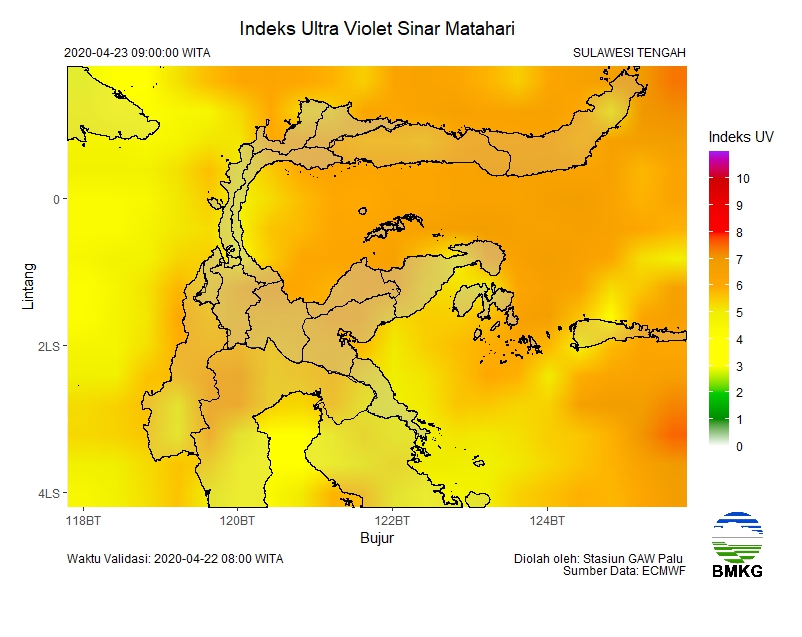 Indeks Ultra Violet Sinar Matahari
2020-04-23 09:00:00 WITA
SULAWESI TENGAH
Indeks UV
10
9
8
7
6
5
4
3
2
1
0
Lintang
0
2LS
4LS
118BT
120BT
122BT
124BT
Bujur
Waktu Validasi: 2020-04-22 08:00 WITA
Diolah oleh: Stasiun GAW Palu
Sumber Data: ECMWF
BMKG